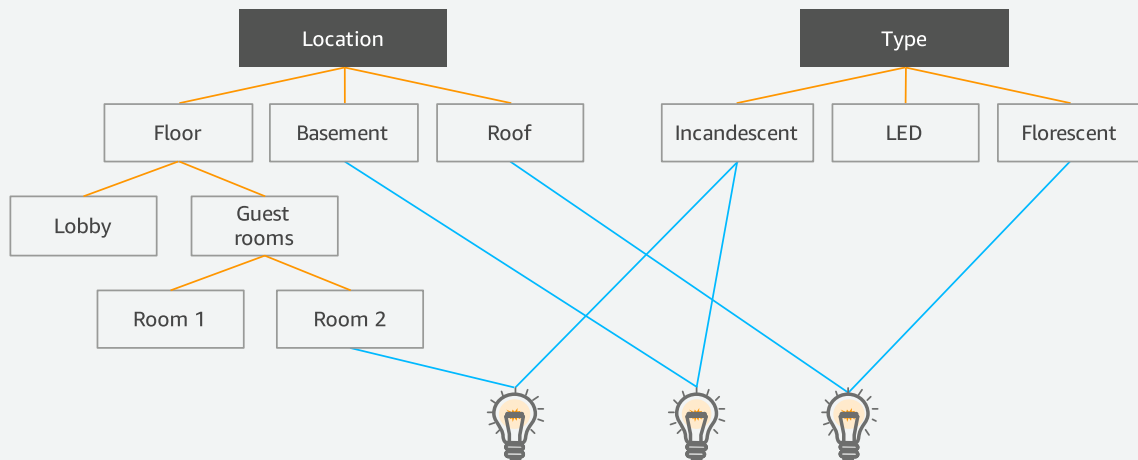 Location
Type
Floor
Basement
Roof
Incandescent
LED
Florescent
Lobby
Guest
rooms
Room 1
Room 2